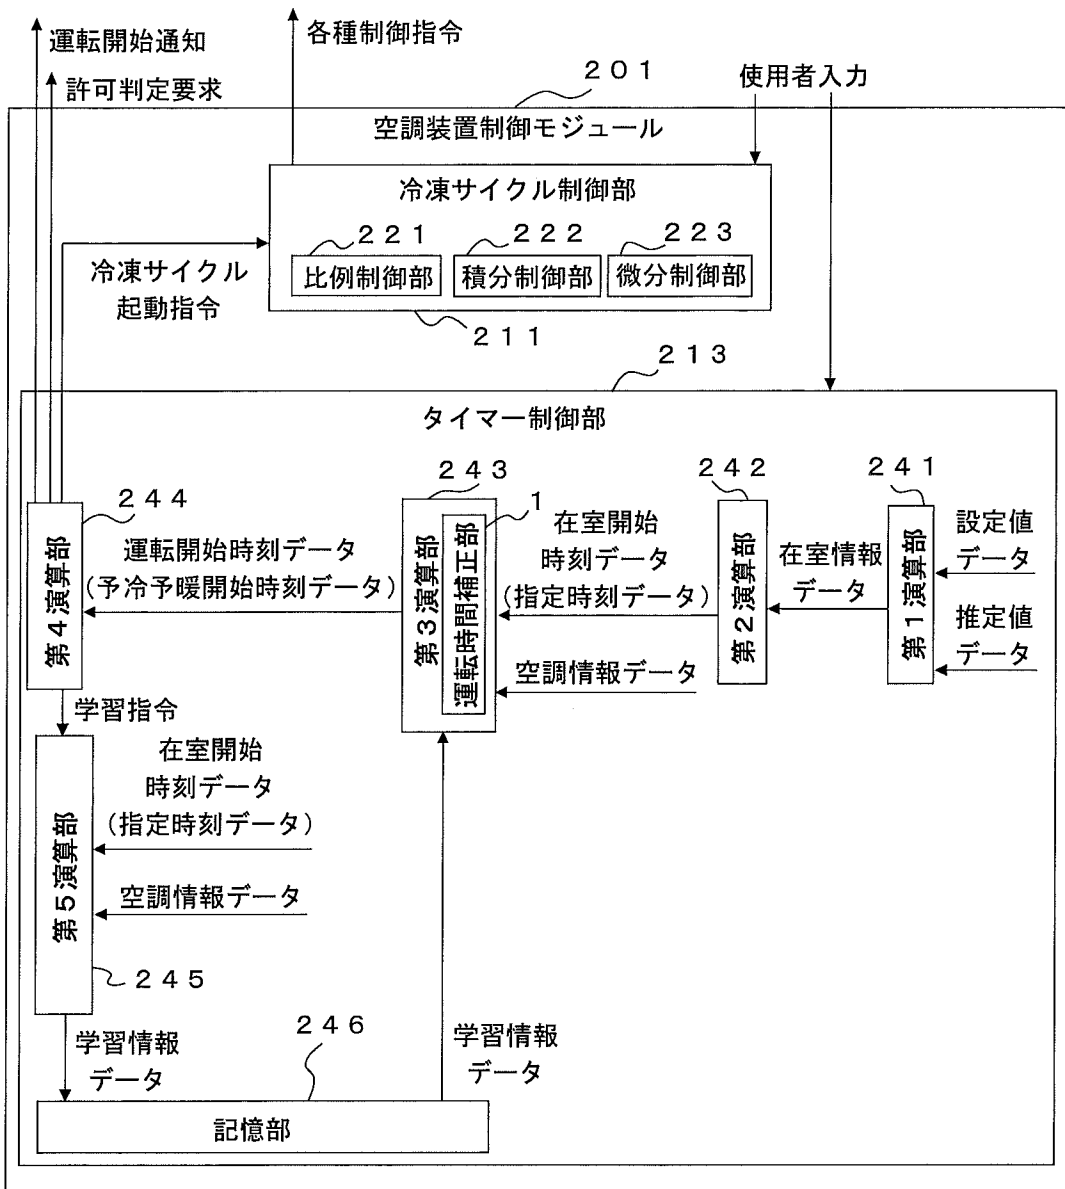 運転開始通知
各種制御指令
許可判定要求
２０１
使用者入力
空調装置制御モジュール
冷凍サイクル制御部
２２１
２２２
２２３
比例制御部
積分制御部
微分制御部
冷凍サイクル
起動指令
２１１
２１３
タイマー制御部
２４４
２４３
２４２
２４１
１
第４演算部
運転開始時刻データ
(予冷予暖開始時刻データ)
第３演算部
運転時間補正部
在室開始
時刻データ
(指定時刻データ)
空調情報データ
第２演算部
在室情報
データ
第１演算部
設定値
データ
推定値
データ
学習指令
第５演算部
在室開始
時刻データ
(指定時刻データ)
空調情報データ
２４５
学習情報
データ
２４６
学習情報
データ
記憶部